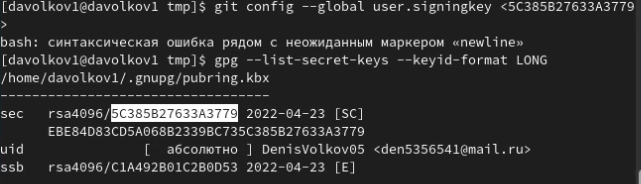 [davolkov1@davolkov1 tmp]$ git config --global user.signingkey <5C385B27633A3779
>
bash: синтаксическая ошибка рядом с неожиданным маркером «newline»
[davolkov1@davolkov1 tmp]$ gpg --list-secret-keys --keyid-format LONG
/home/davolkov1/.gnupg/pubring.kbx
----------------------------------
sec   rsa4096/5C385B27633A3779 2022-04-23 [SC]
      EBE84D83CD5A068B2339BC735C385B27633A3779
uid              [  абсолютно ] DenisVolkov05 <den5356541@mail.ru>
ssb   rsa4096/C1A492B01C2B0D53 2022-04-23 [E]